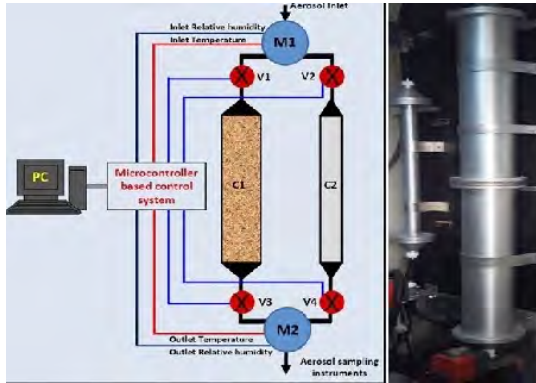 Aerosol Inlet
Inlet Relative humidity
Inlet Temperature
M1
V1
V2
PC
Microcontroller
based control
system
C1
C2
V3
V4
M2
Outlet Temperature
Outlet Relative humidity
Aerosol sampling
instruments